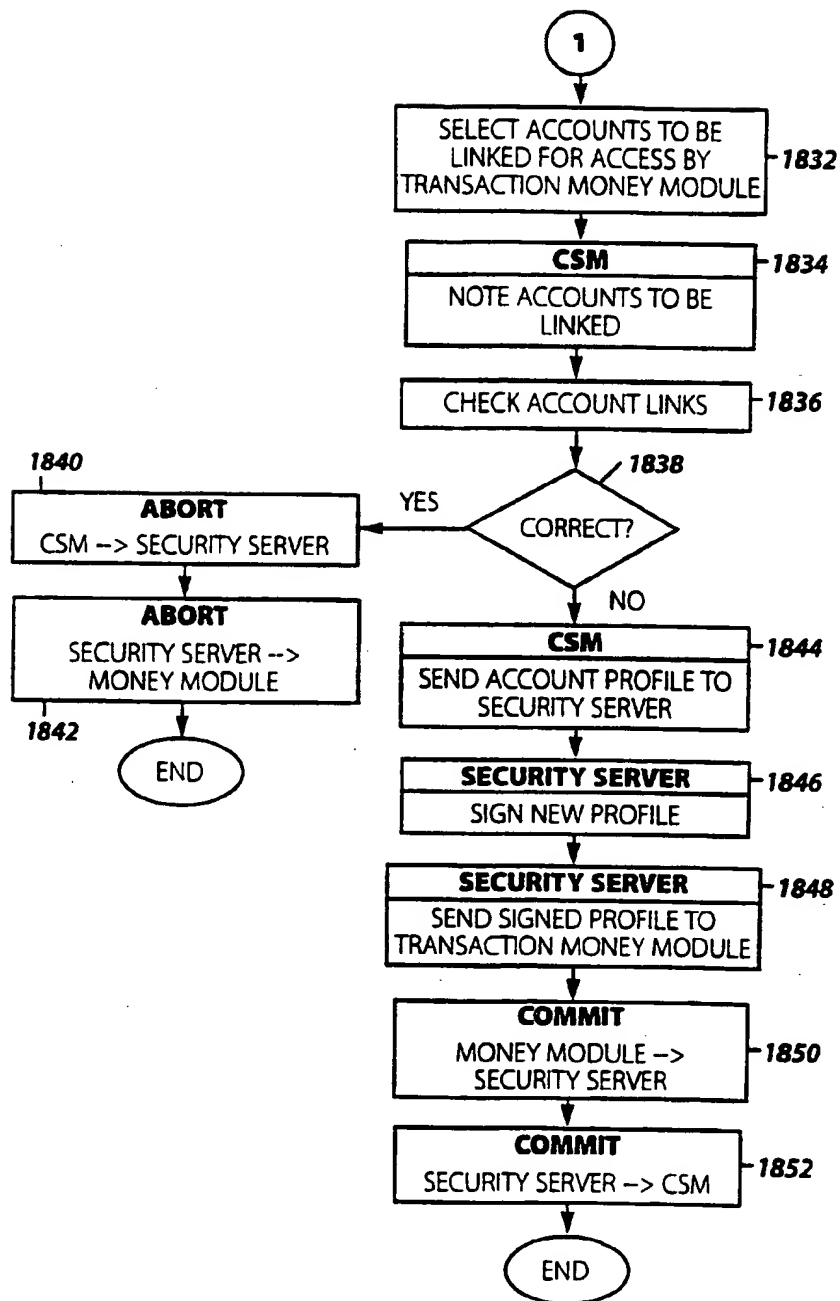 1
SELECT ACCOUNTS TO BE
LINKED FOR ACCESS BY
TRANSACTION MONEY MODULE
1832
CSM
1834
NOTE ACCOUNTS TO BE
LINKED
CHECK ACCOUNT LINKS
1836
1838
CORRECT?
YES
1840
ABORT
CSM --> SECURITY SERVER
ABORT
SECURITY SERVER -->
MONEY MODULE
1842
END
NO
CSM
1844
SEND ACCOUNT PROFILE TO
SECURITY SERVER
SECURITY SERVER
1846
SIGN NEW PROFILE
SECURITY SERVER
1848
SEND SIGNED PROFILE TO
TRANSACTION MONEY MODULE
COMMIT
MONEY MODULE -->
SECURITY SERVER
1850
COMMIT
SECURITY SERVER --> CSM
1852
END